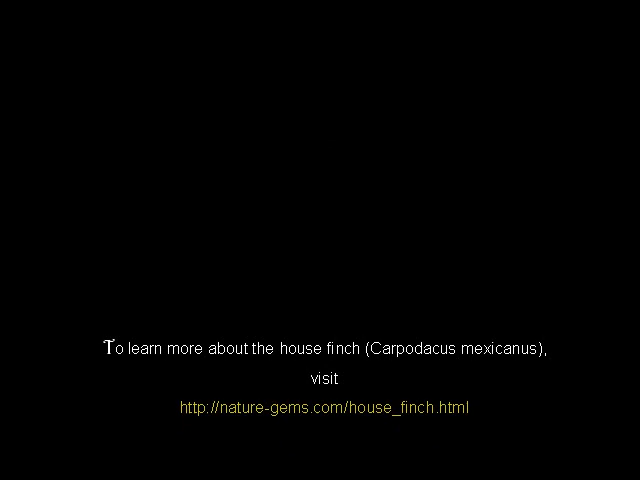 To learn more about the house finch (Carpodacus mexicanus),
visit
http://nature-gems.com/house_finch.html